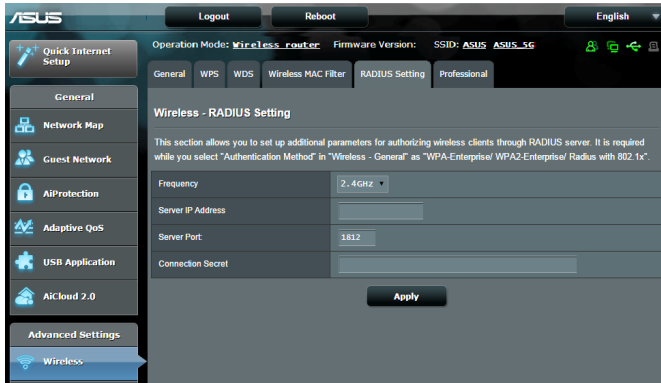 ASUS
Logout
Reboot
English
Quick Internet
Setup
Operation Mode: Wireless router Firmware Version: SSID: ASUS ASUS_5G
General WPS WDS Wireless MAC Filter RADIUS Setting Professional
General
Network Map
Guest Network
AiProtection
Adaptive QoS
USB Application
AiCloud 2.0
Advanced Settings
Wireless
Wireless - RADIUS Setting
This section allows you to set up additional parameters for authorizing wireless clients through RADIUS server. It is required
while you select "Authentication Method" in "Wireless - General" as "WPA-Enterprise/ WPA2-Enterprise/ Radius with 802.1x".
Frequency 2.4GHz
Server IP Address
Server Port: 1812
Connection Secret
Apply